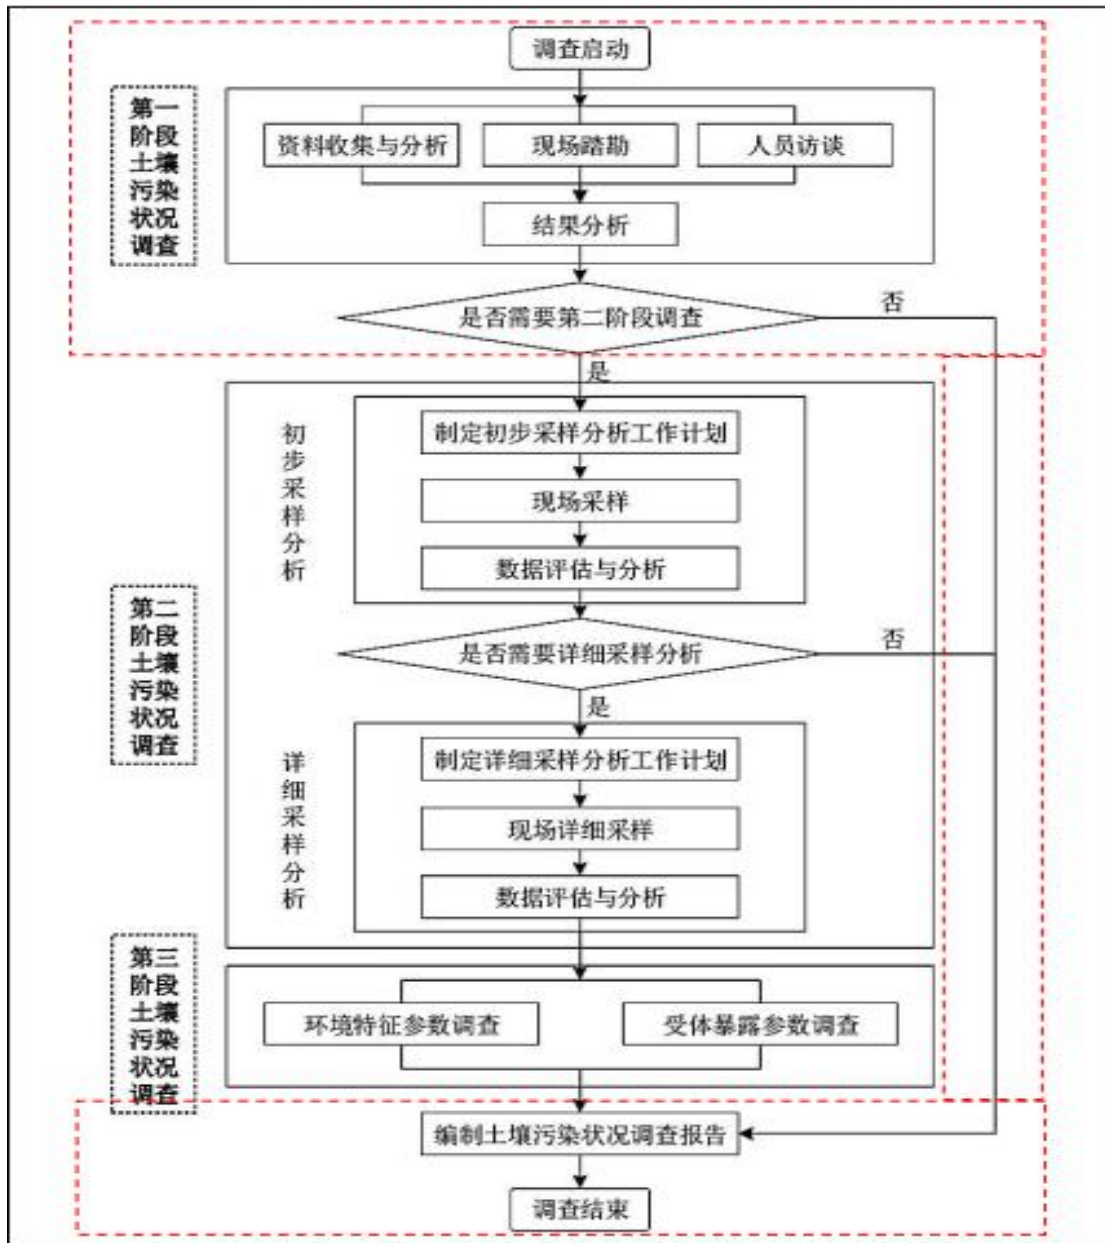 调查启动
第一
阶段
土壤
污染
状况
调查
资料收集与分析
现场踏勘
人员访谈
结果分析
是否需要第二阶段调查
否
是
初步采样分析
制定初步采样分析工作计划
现场采样
数据评估与分析
第二
阶段
土壤
污染
状况
调查
是否需要详细采样分析
否
是
详细采样分析
制定详细采样分析工作计划
现场详细采样
数据评估与分析
第三
阶段
土壤
污染
状况
调查
环境特征参数调查
受体暴露参数调查
编制土壤污染状况调查报告
调查结束